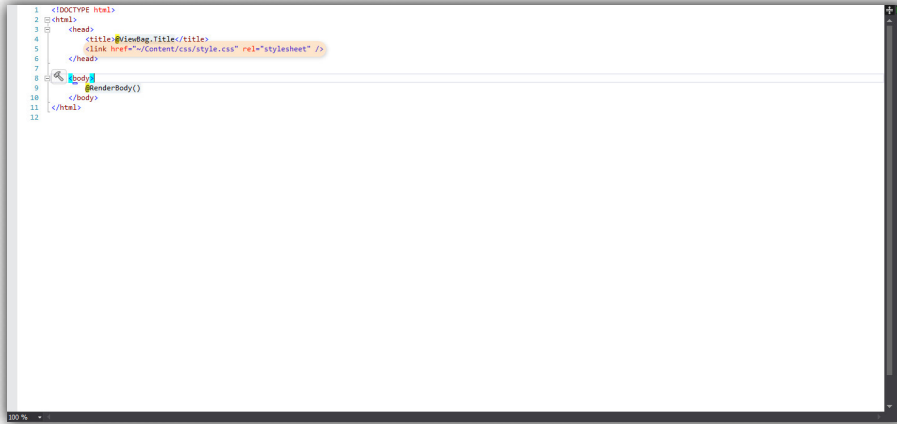 1 <!DOCTYPE html>
2 <html>
3 <head>
4 <title>@ViewBag.Title</title>
5 <link href="~/Content/css/style.css" rel="stylesheet" />
6 </head>
7
8 <body>
9 @RenderBody()
10 </body>
11 </html>
12
100 %